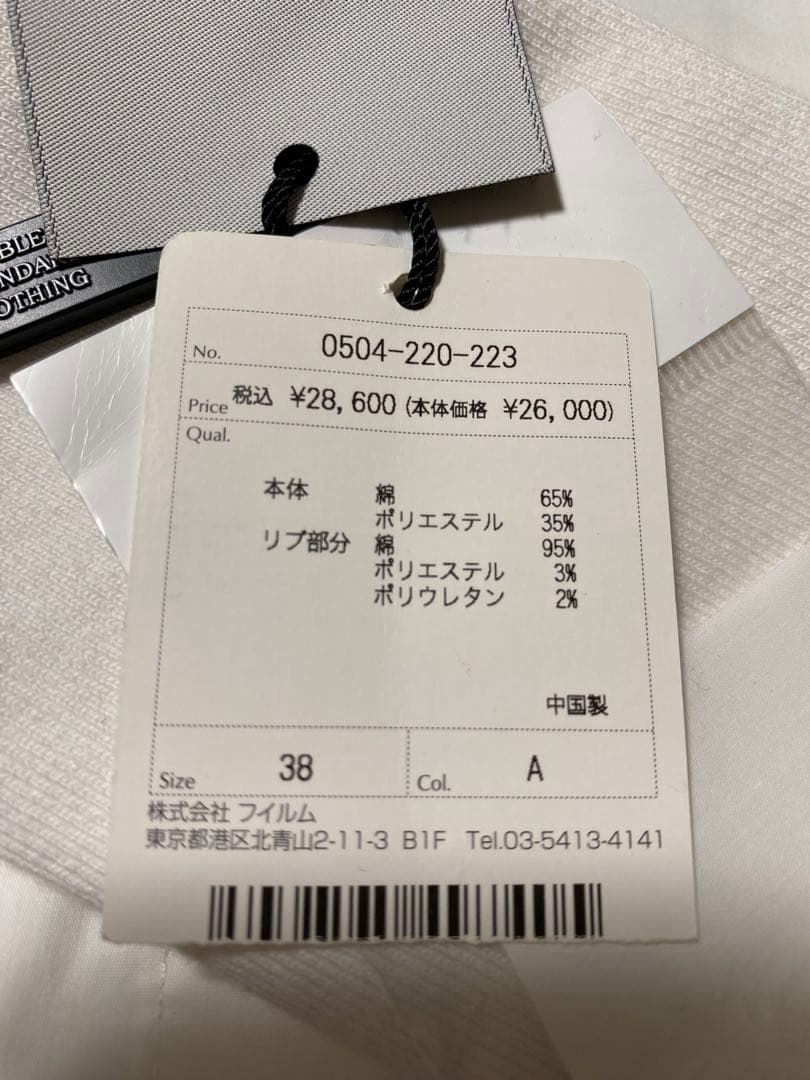 CLOTHING
No. 0504-220-223
Price 税込 ¥28,600 (本体価格 ¥26,000)
Qual.
本体 綿 65%
ポリエステル 35%
リブ部分 綿 95%
ポリエステル 3%
ポリウレタン 2%
中国製
Size 38 Col. A
株式会社 フイルム
東京都港区北青山2-11-3 B1F Tel.03-5413-4141